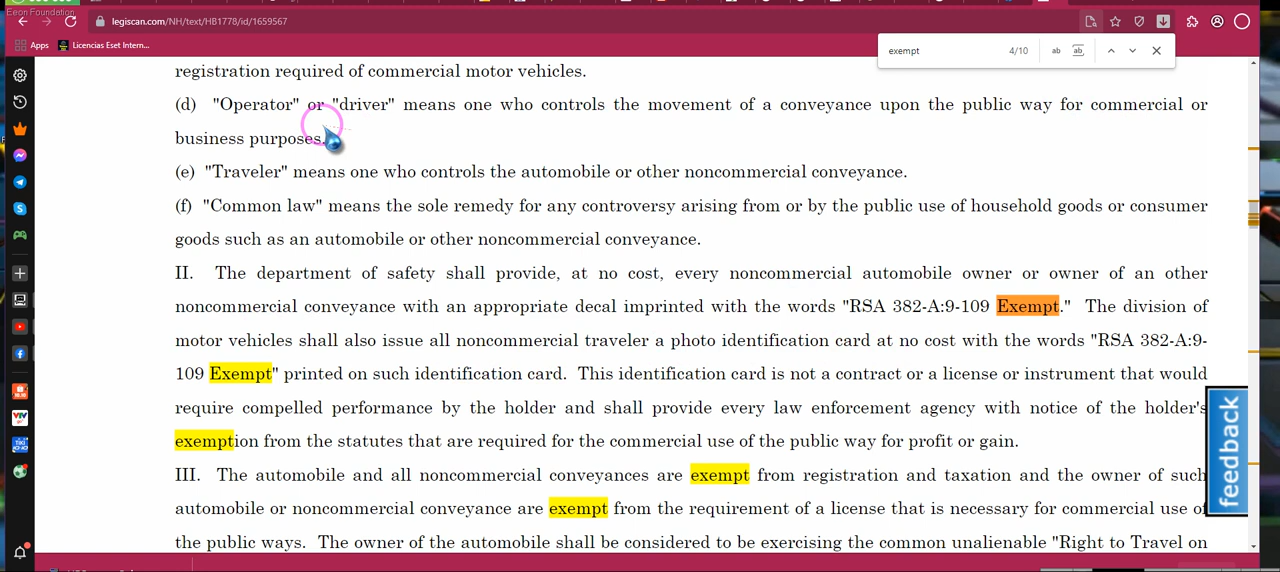 Eeon Foundation
legiscan.com/NH/text/HB1778/id/1659567
Apps Licencias Eset Intern...
exempt 4/10
registration required of commercial motor vehicles.
(d) "Operator" or "driver" means one who controls the movement of a conveyance upon the public way for commercial or
business purposes.
(e) "Traveler" means one who controls the automobile or other noncommercial conveyance.
(f) "Common law" means the sole remedy for any controversy arising from or by the public use of household goods or consumer
goods such as an automobile or other noncommercial conveyance.
II. The department of safety shall provide, at no cost, every noncommercial automobile owner or owner of an other
noncommercial conveyance with an appropriate decal imprinted with the words "RSA 382-A:9-109 Exempt." The division of
motor vehicles shall also issue all noncommercial traveler a photo identification card at no cost with the words "RSA 382-A:9-
109 Exempt" printed on such identification card. This identification card is not a contract or a license or instrument that would
require compelled performance by the holder and shall provide every law enforcement agency with notice of the holder's
exemption from the statutes that are required for the commercial use of the public way for profit or gain.
III. The automobile and all noncommercial conveyances are exempt from registration and taxation and the owner of such
automobile or noncommercial conveyance are exempt from the requirement of a license that is necessary for commercial use of
the public ways. The owner of the automobile shall be considered to be exercising the common unalienable "Right to Travel on
feedback